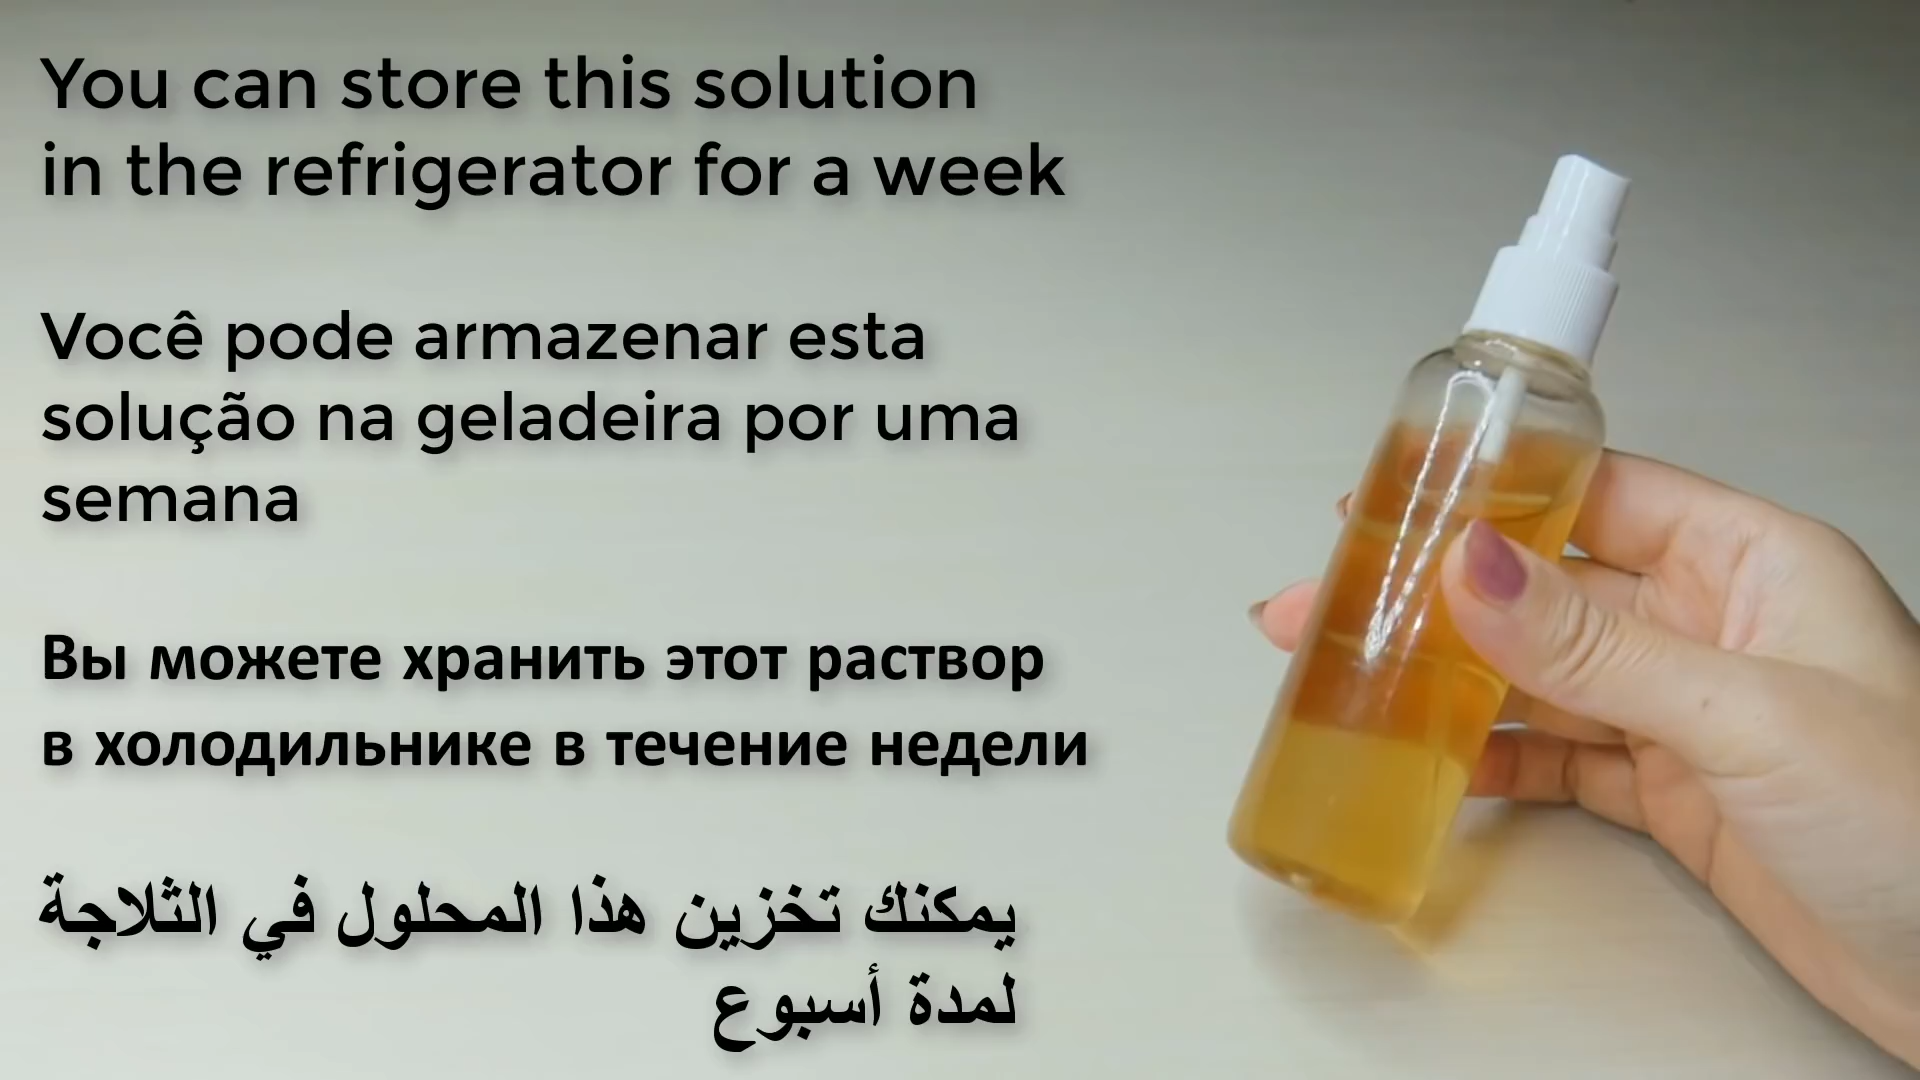 You can store this solution
in the refrigerator for a week
Você pode armazenar esta
solução na geladeira por uma
semana
Вы можете хранить этот раствор
в холодильнике в течение недели
يمكنك تخزين هذا المحلول في الثلاجة
لمدة أسبوع